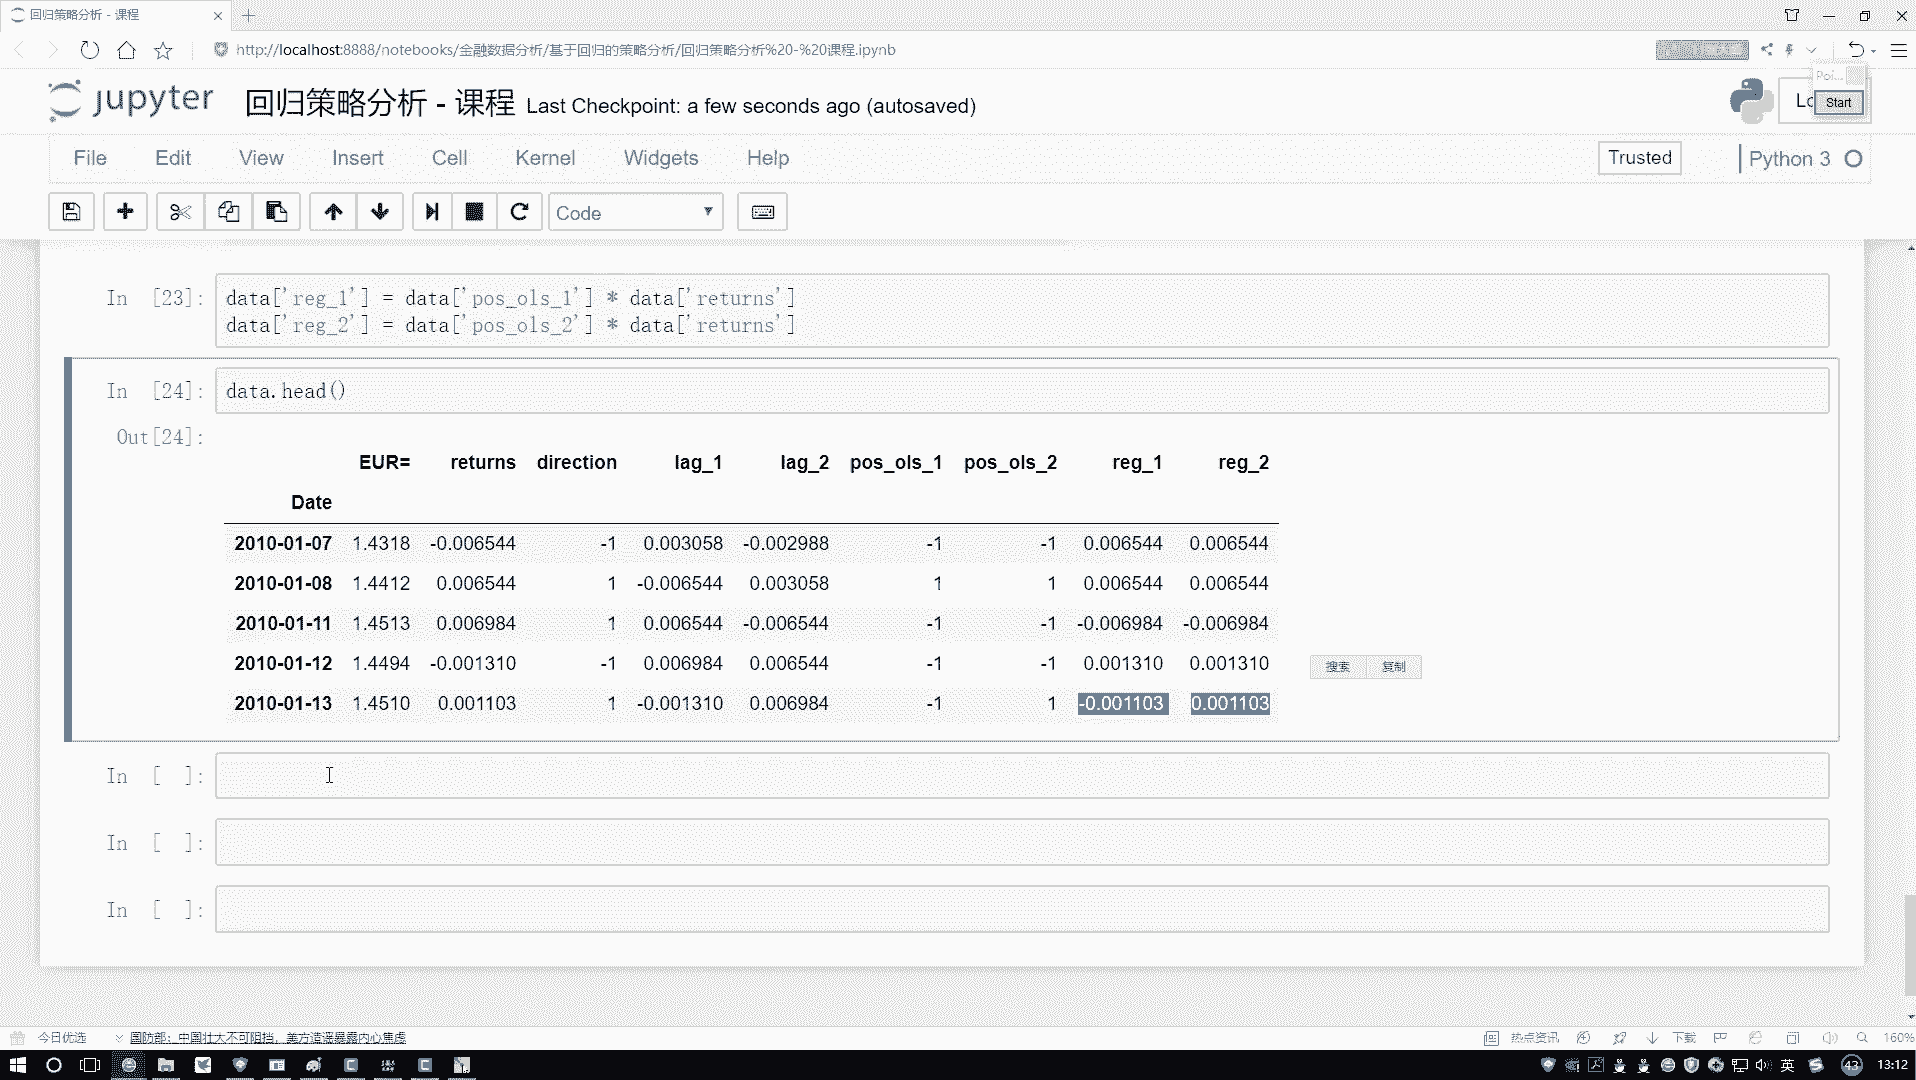 回归策略分析 - 课程
http://localhost:8888/notebooks/金融数据分析/基于回归的策略分析/回归策略分析%20-%20课程.ipynb
Poi...
jupyter 回归策略分析 - 课程 Last Checkpoint: a few seconds ago (autosaved)
Start
File Edit View Insert Cell Kernel Widgets Help
Trusted Python 3
Code
In [23]: data['reg_1'] = data['pos_ols_1'] * data['returns']
data['reg_2'] = data['pos_ols_2'] * data['returns']
In [24]: data.head()
Out[24]:
EUR= returns direction lag_1 lag_2 pos_ols_1 pos_ols_2 reg_1 reg_2
Date
2010-01-07 1.4318 -0.006544 -1 0.003058 -0.002988 -1 -1 0.006544 0.006544
2010-01-08 1.4412 0.006544 1 -0.006544 0.003058 1 1 0.006544 0.006544
2010-01-11 1.4513 0.006984 1 0.006544 -0.006544 -1 -1 -0.006984 -0.006984
2010-01-12 1.4494 -0.001310 -1 0.006984 0.006544 -1 -1 0.001310 0.001310
搜索 复制
2010-01-13 1.4510 0.001103 1 -0.001310 0.006984 -1 1 -0.001103 0.001103
In [ ]:
In [ ]:
In [ ]:
今日优选 国防部：中国壮大不可阻挡，美方造谣暴露内心焦虑 热点资讯 下载 160%
英 43 13:12